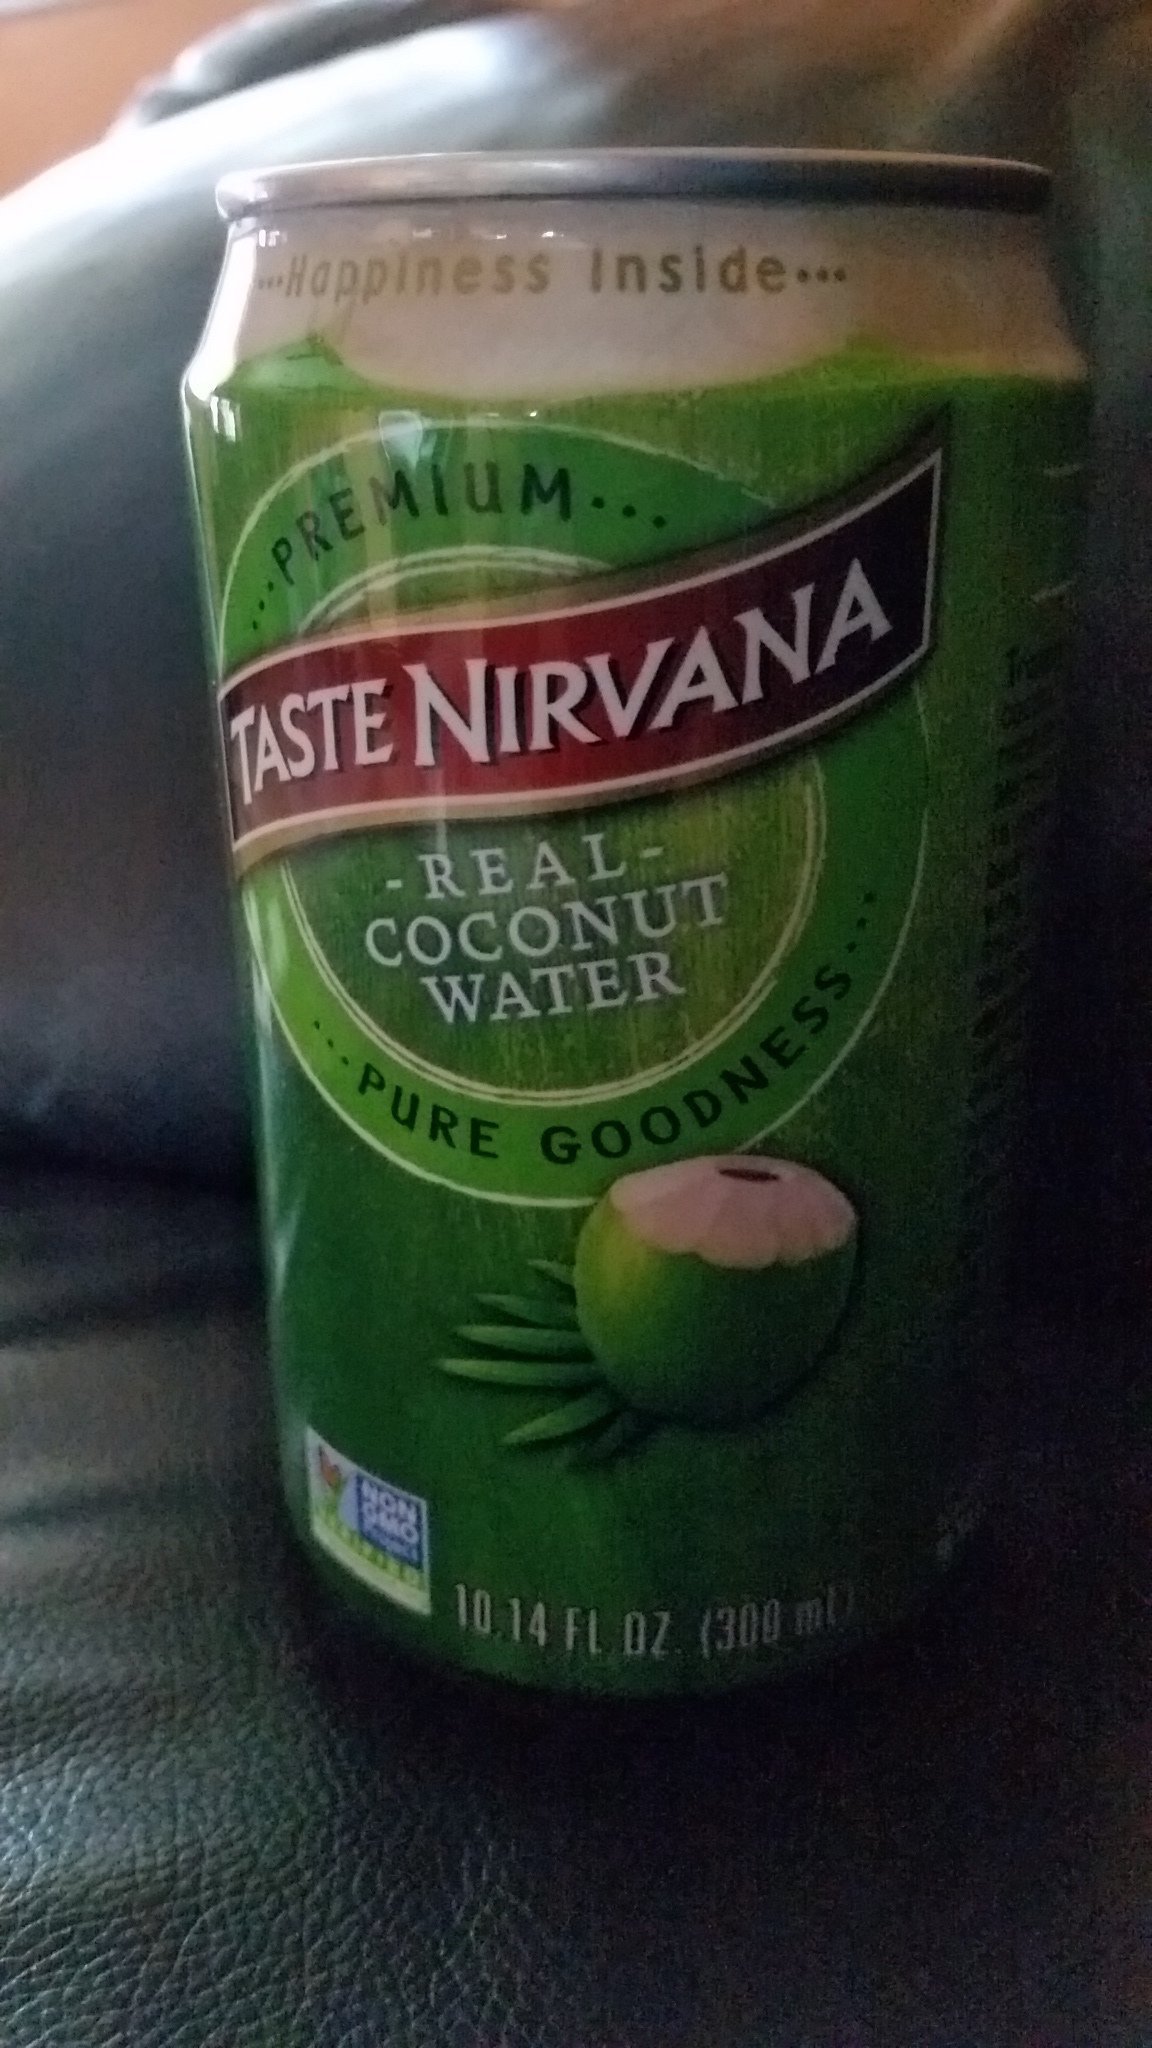 ...Happiness Inside...
...PREMIUM...
TASTE NIRVANA
-REAL-
COCONUT
WATER
...PURE GOODNESS...
NON
GMO
10.14 FL OZ. (300 mL)